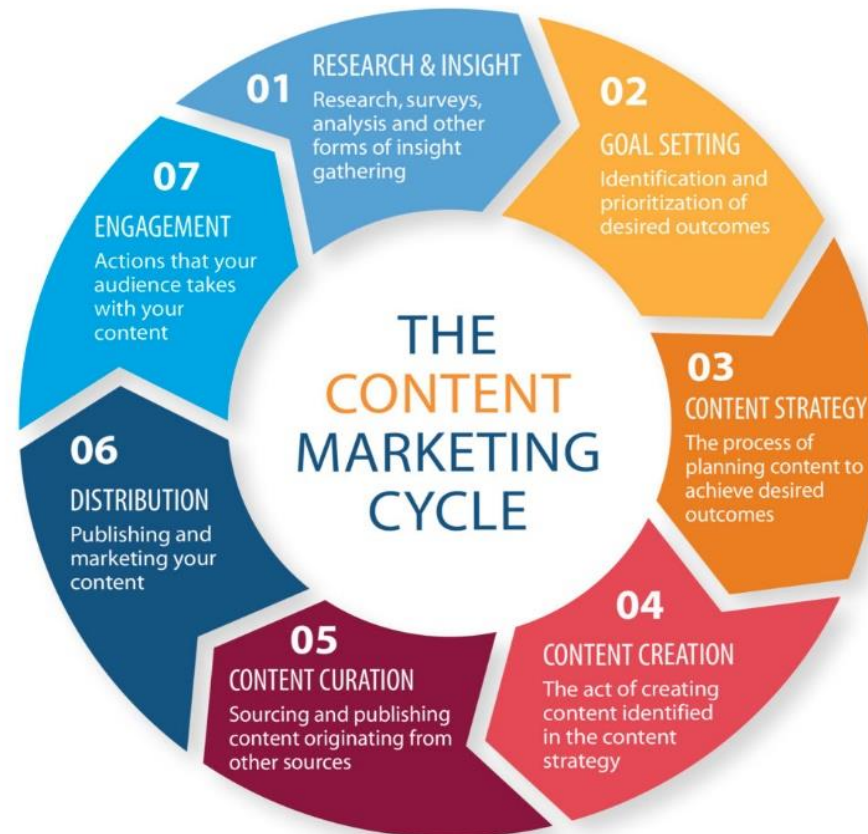 THE
CONTENT
MARKETING
CYCLE
01
RESEARCH & INSIGHT
Research, surveys,
analysis and other
forms of insight
gathering
02
GOAL SETTING
Identification and
prioritization of
desired outcomes
03
CONTENT STRATEGY
The process of
planning content to
achieve desired
outcomes
04
CONTENT CREATION
The act of creating
content identified
in the content
strategy
05
CONTENT CURATION
Sourcing and publishing
content originating from
other sources
06
DISTRIBUTION
Publishing and
marketing your
content
07
ENGAGEMENT
Actions that your
audience takes
with your
content